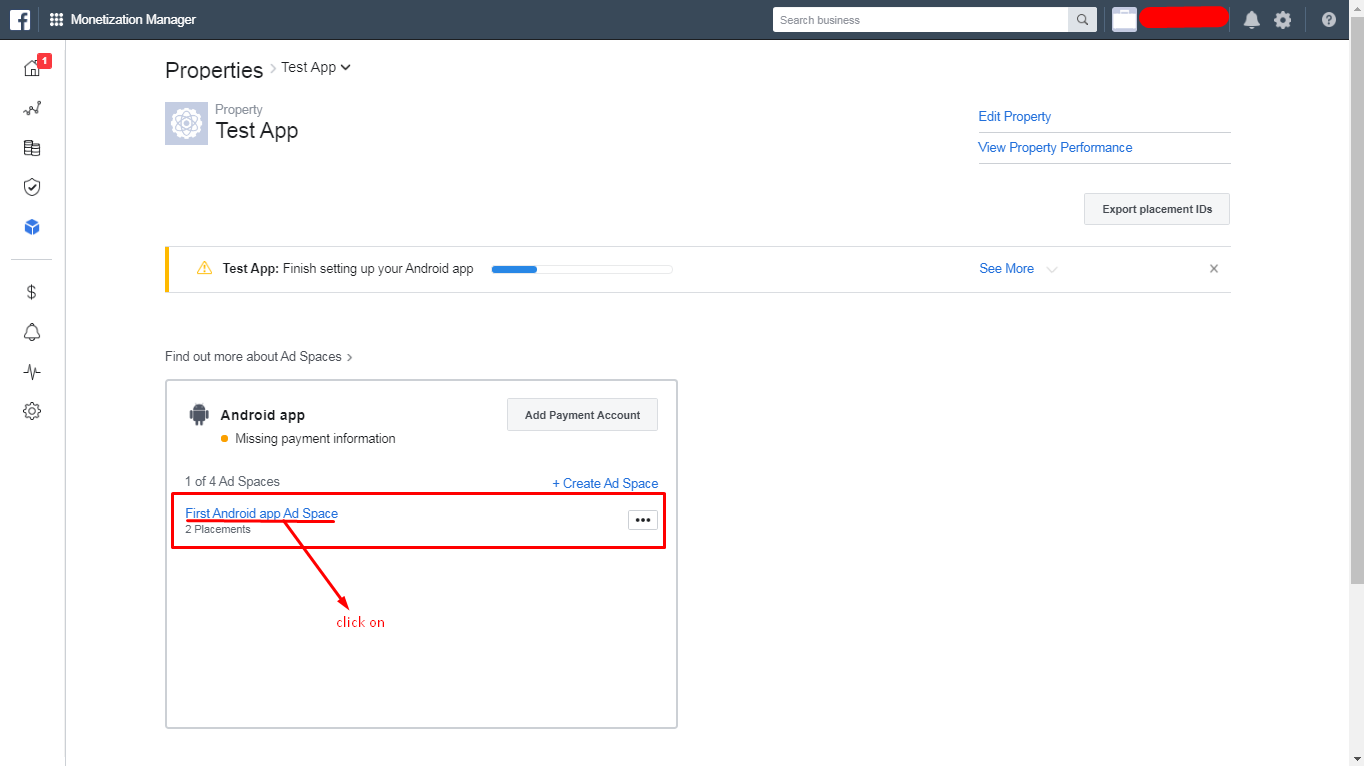 Monetization Manager
Search business
?
1
Properties > Test App
Property
Test App
Edit Property
View Property Performance
Export placement IDs
Test App: Finish setting up your Android app
See More
Find out more about Ad Spaces >
Android app
Add Payment Account
Missing payment information
1 of 4 Ad Spaces
+ Create Ad Space
First Android app Ad Space
2 Placements
click on